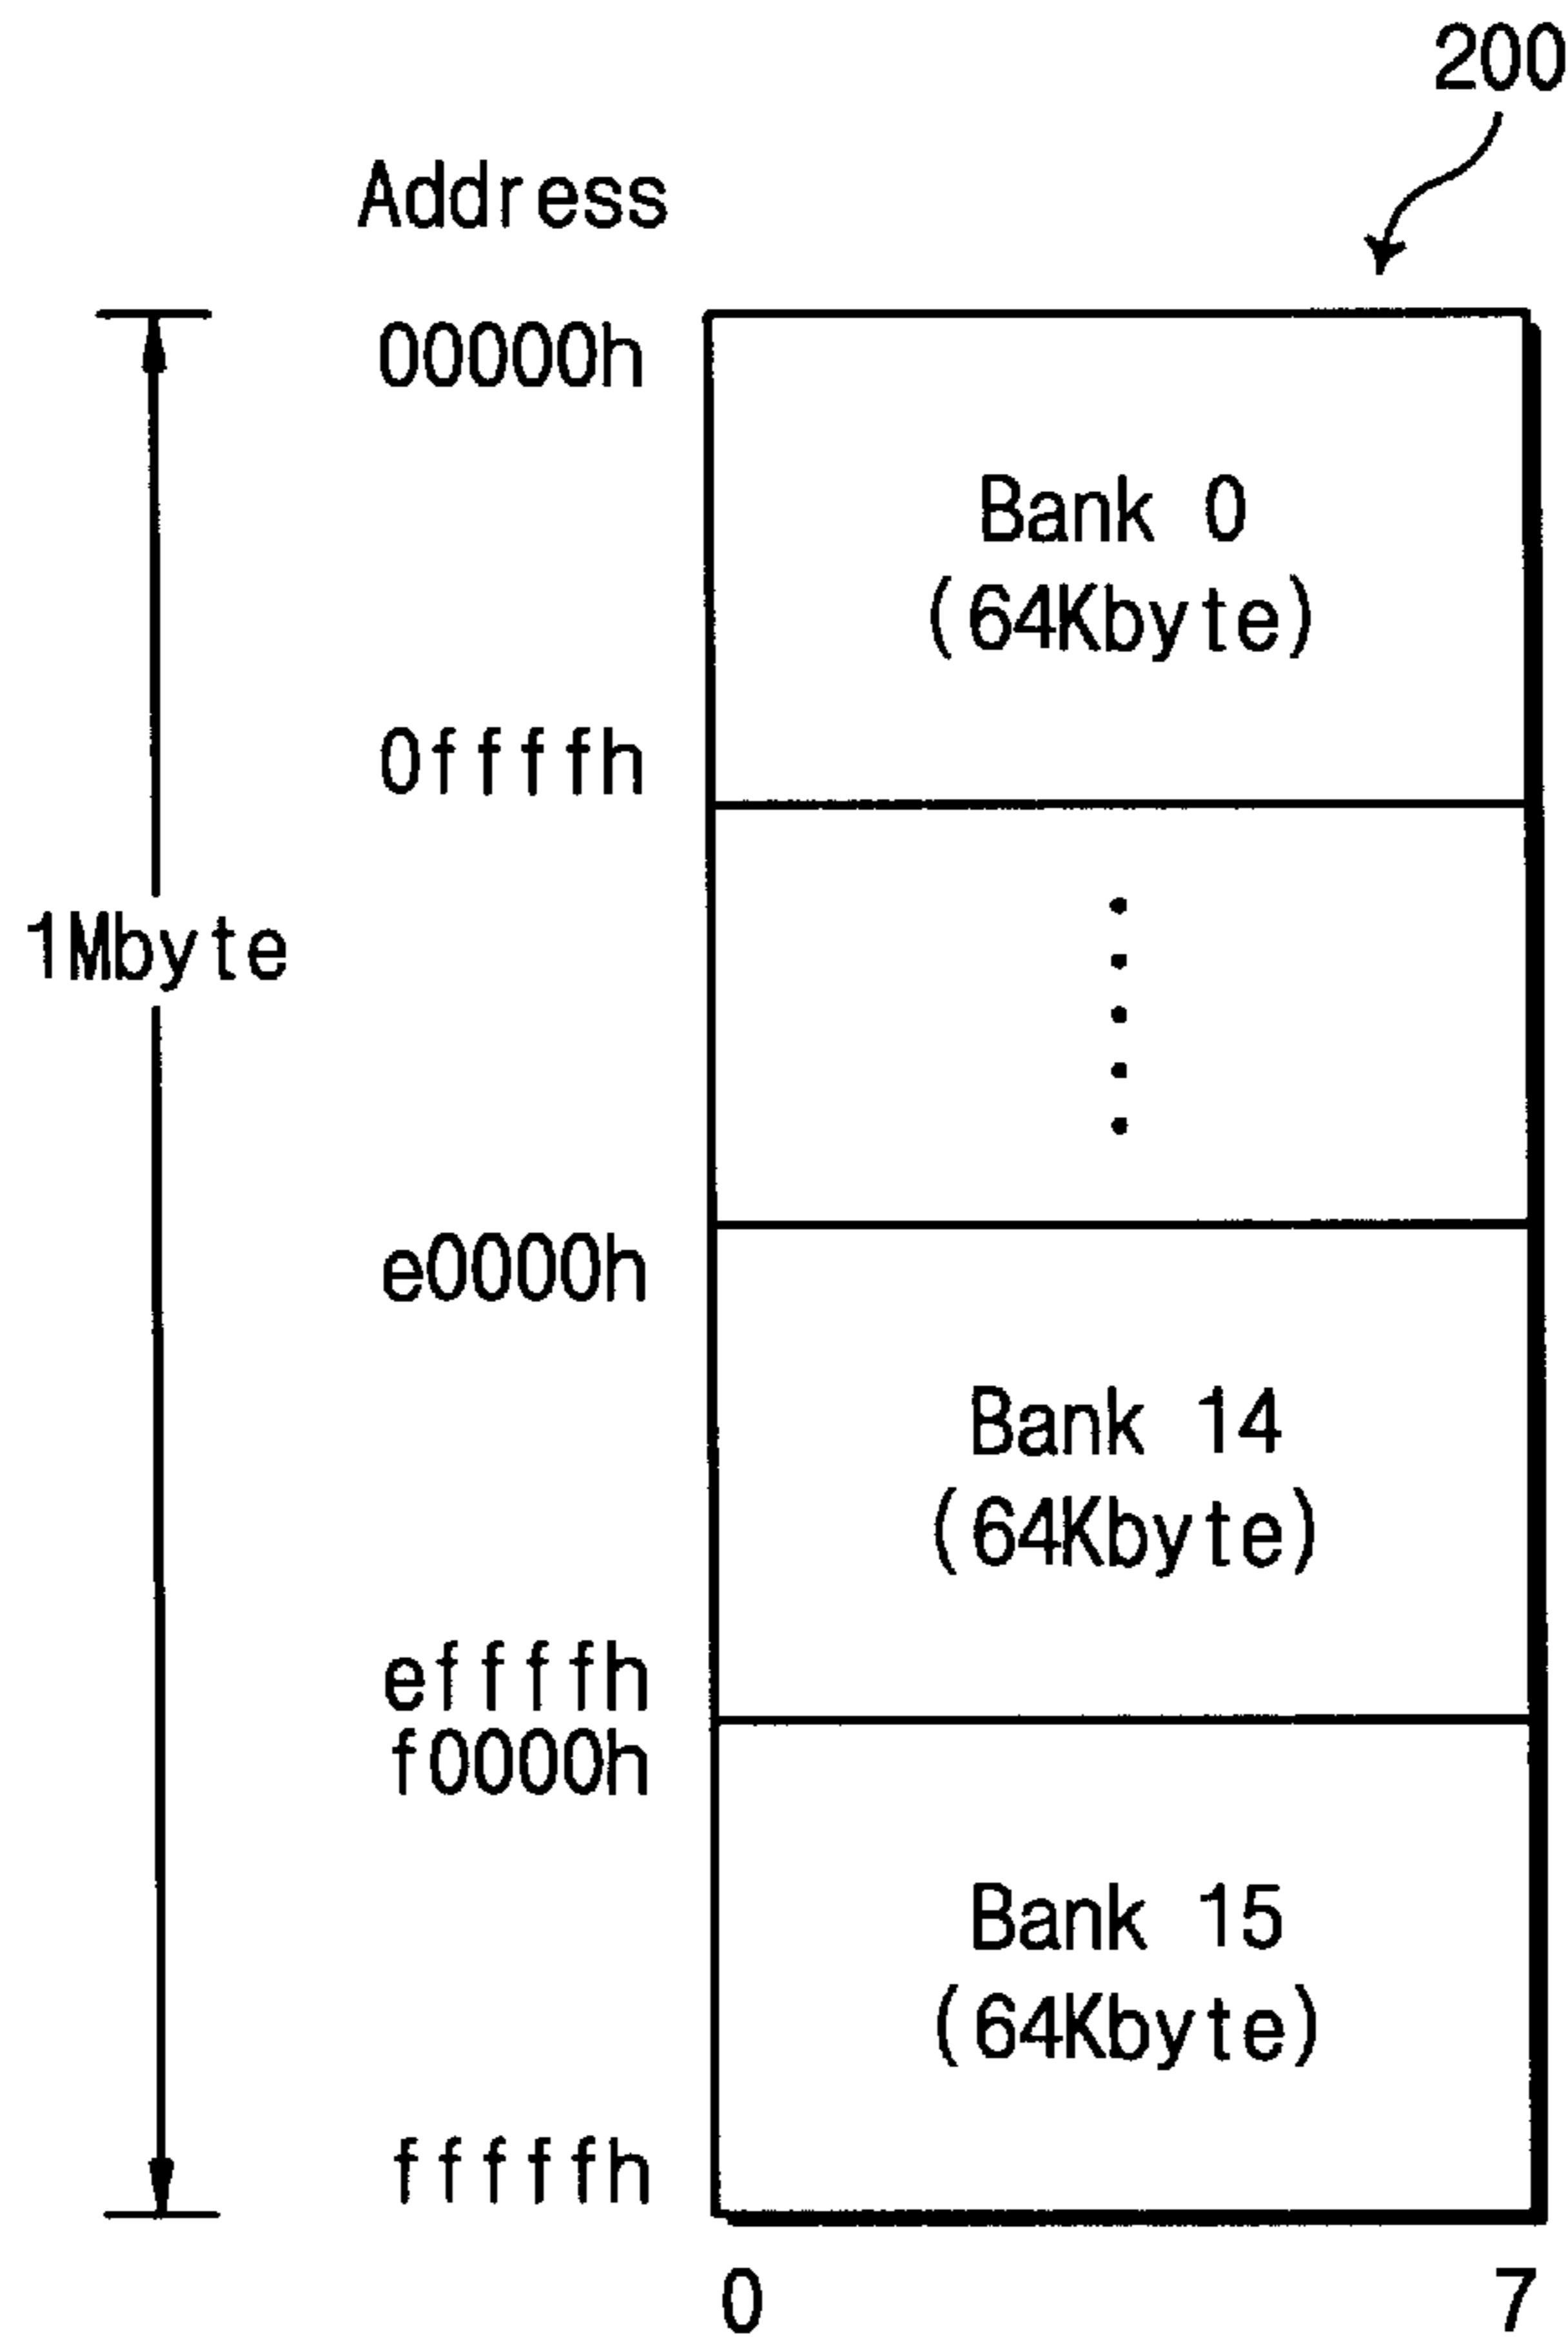 200
Address
00000h
Bank 0
(64Kbyte)
0ffffh
1Mbyte
e0000h
Bank 14
(64Kbyte)
effffh
f0000h
Bank 15
(64Kbyte)
fffffh
0 7